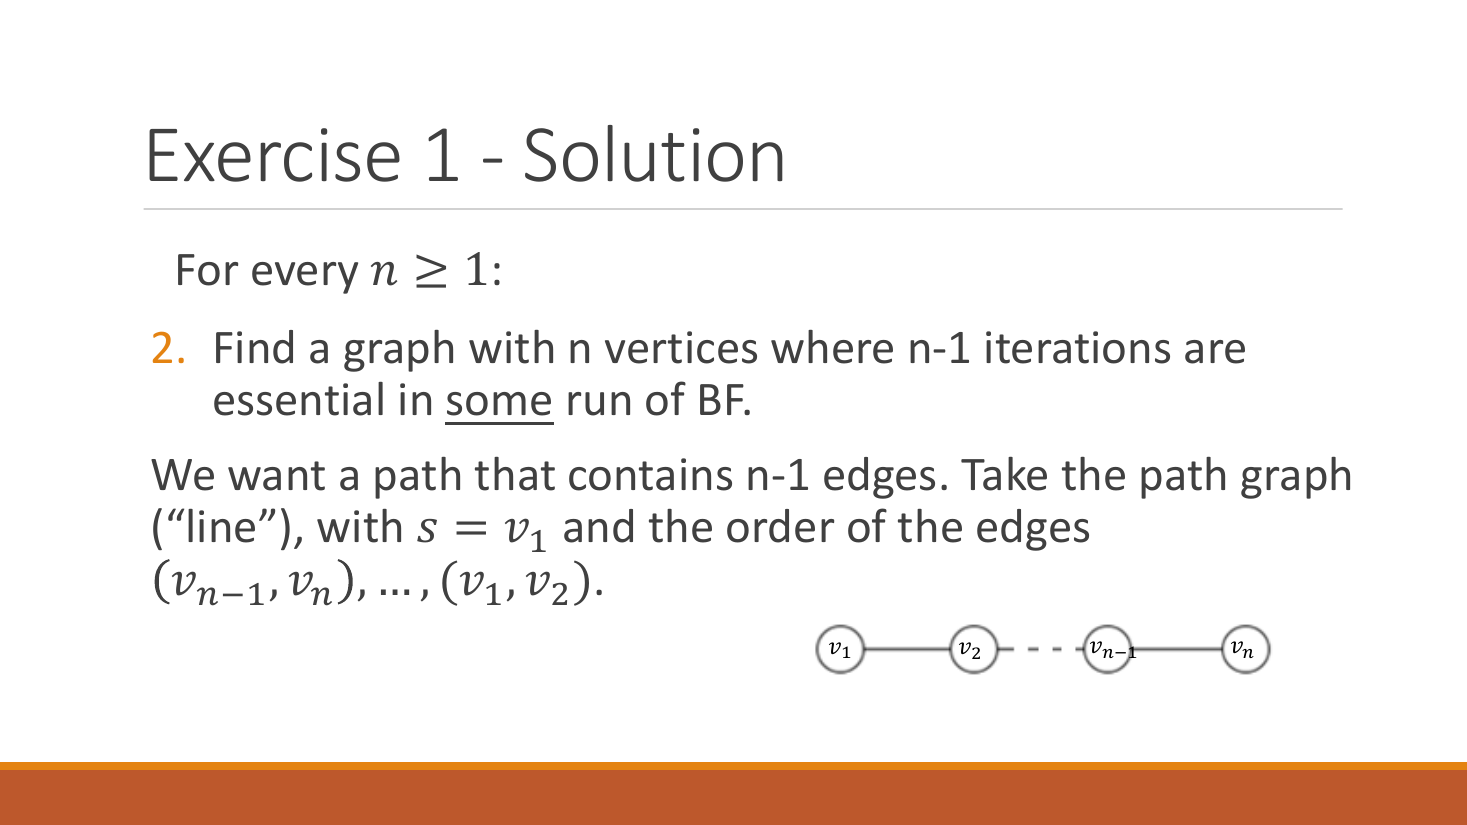 Exercise 1 - Solution
For every 𝑛 ≥ 1:
2. Find a graph with n vertices where n-1 iterations are
essential in some run of BF.
We want a path that contains n-1 edges. Take the path graph
(“line”), with 𝑠 = 𝑣₁ and the order of the edges
(𝑣ₙ₋₁, 𝑣ₙ), … , (𝑣₁, 𝑣₂).
𝑣₁ 𝑣₂ 𝑣ₙ₋₁ 𝑣ₙ